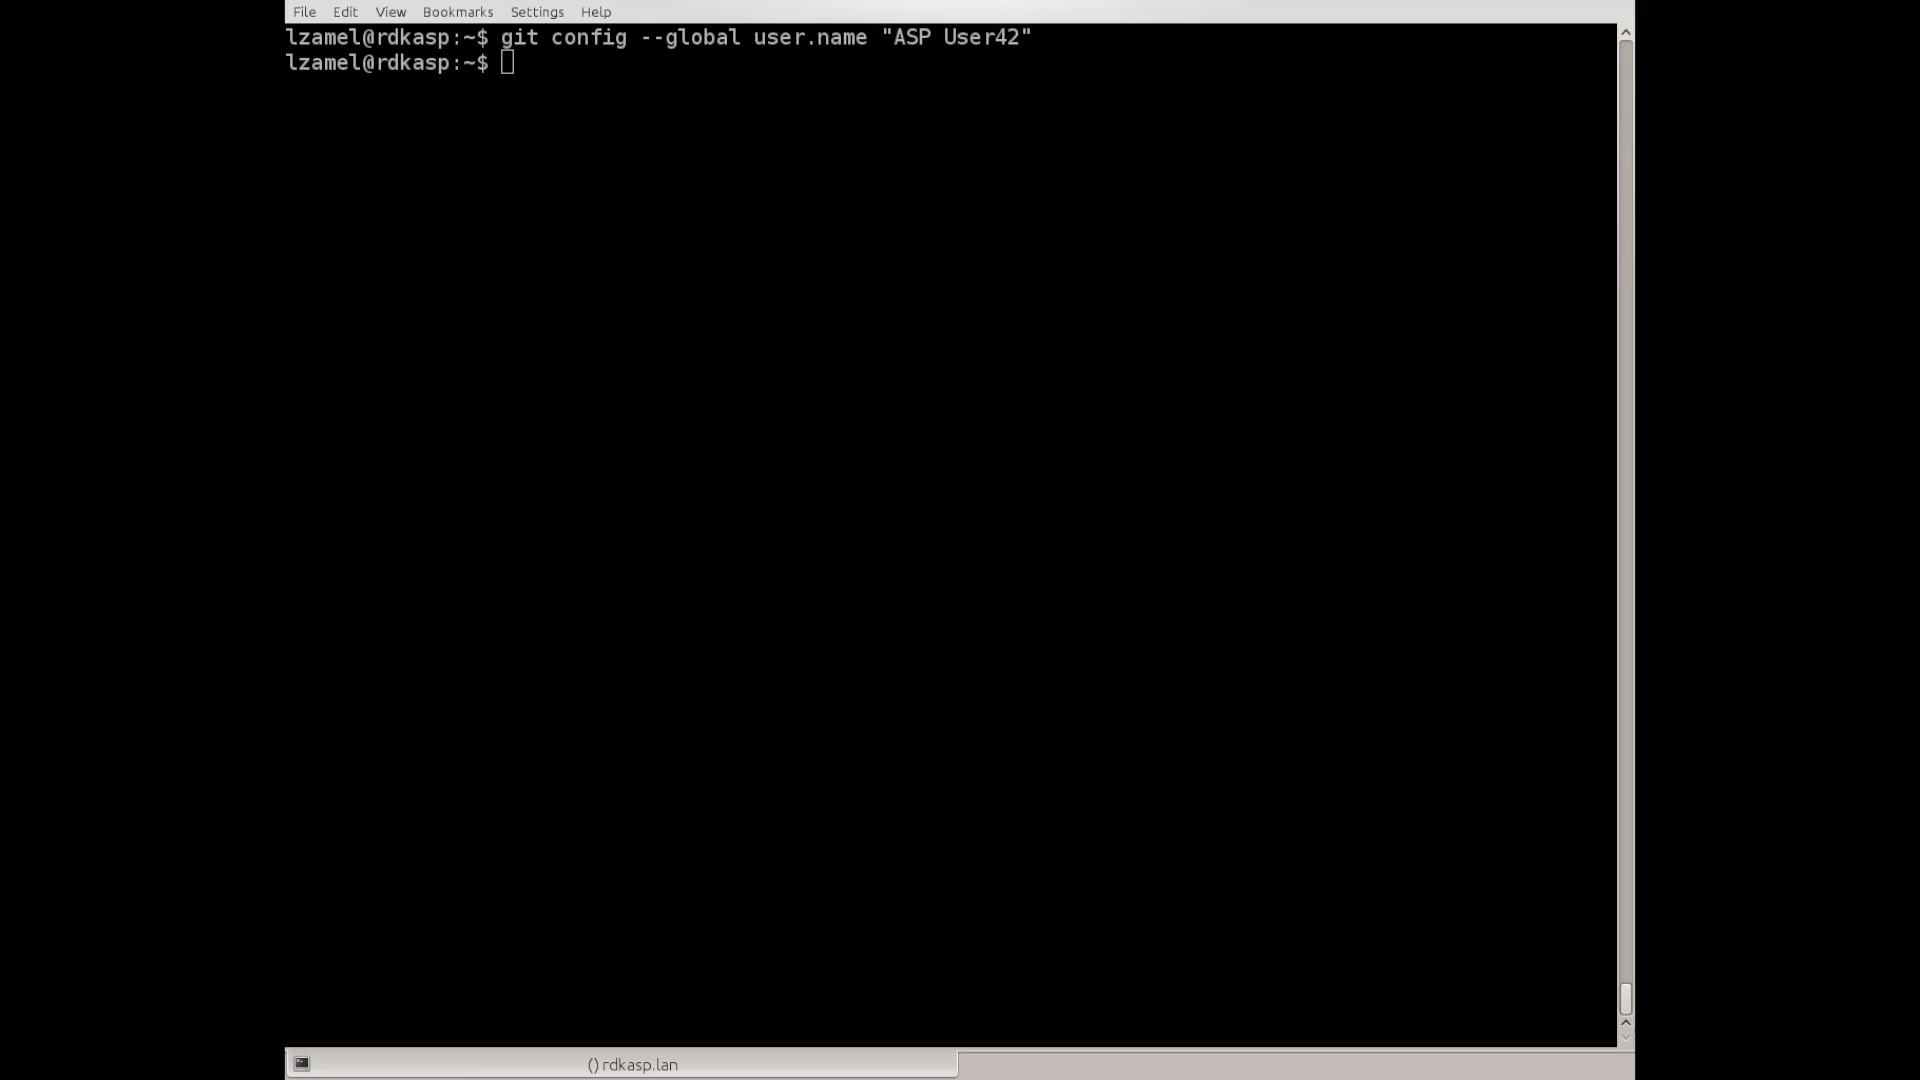 File Edit View Bookmarks Settings Help
lzamel@rdkasp:~$ git config --global user.name "ASP User42"
lzamel@rdkasp:~$
() rdkasp.lan